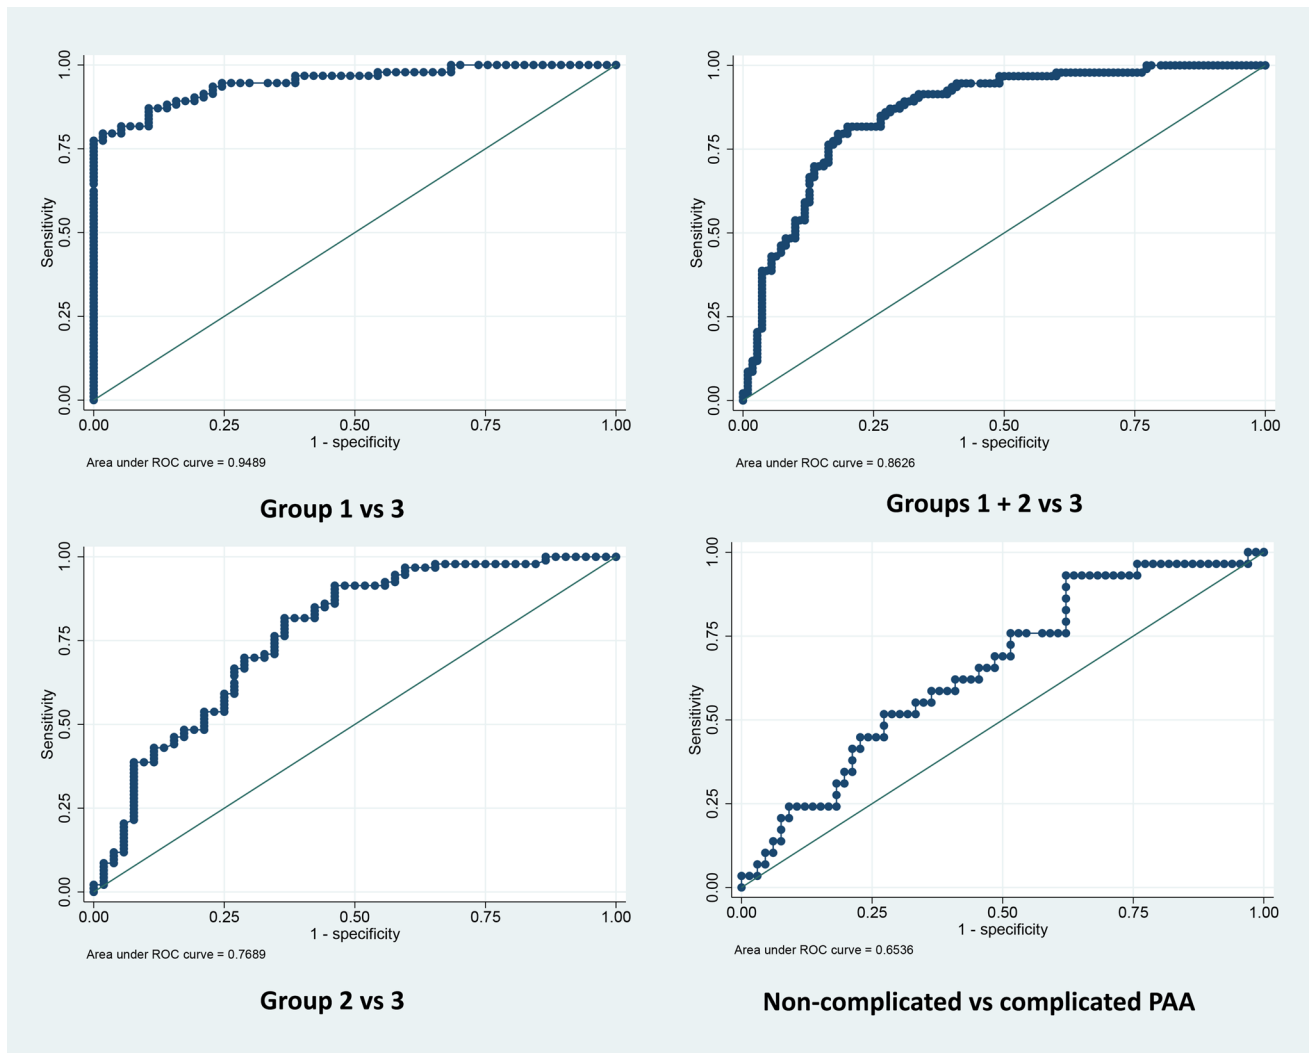 Sensitivity
1.00
0.75
0.50
0.25
0.00
0.00 0.25 0.50 0.75 1.00
1 - specificity
Area under ROC curve = 0.9489
Group 1 vs 3
Sensitivity
1.00
0.75
0.50
0.25
0.00
0.00 0.25 0.50 0.75 1.00
1 - specificity
Area under ROC curve = 0.8626
Groups 1 + 2 vs 3
Sensitivity
1.00
0.75
0.50
0.25
0.00
0.00 0.25 0.50 0.75 1.00
1 - specificity
Area under ROC curve = 0.7689
Group 2 vs 3
Sensitivity
1.00
0.75
0.50
0.25
0.00
0.00 0.25 0.50 0.75 1.00
1 - specificity
Area under ROC curve = 0.6536
Non-complicated vs complicated PAA